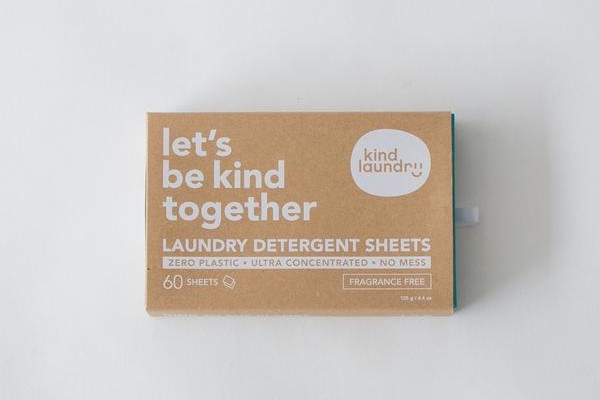 let's
be kind
together
kind
laundry
LAUNDRY DETERGENT SHEETS
ZERO PLASTIC • ULTRA CONCENTRATED • NO MESS
60 SHEETS
FRAGRANCE FREE